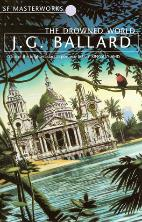 SF MASTERWORKS
THE DROWNED WORLD
J.G. BALLARD